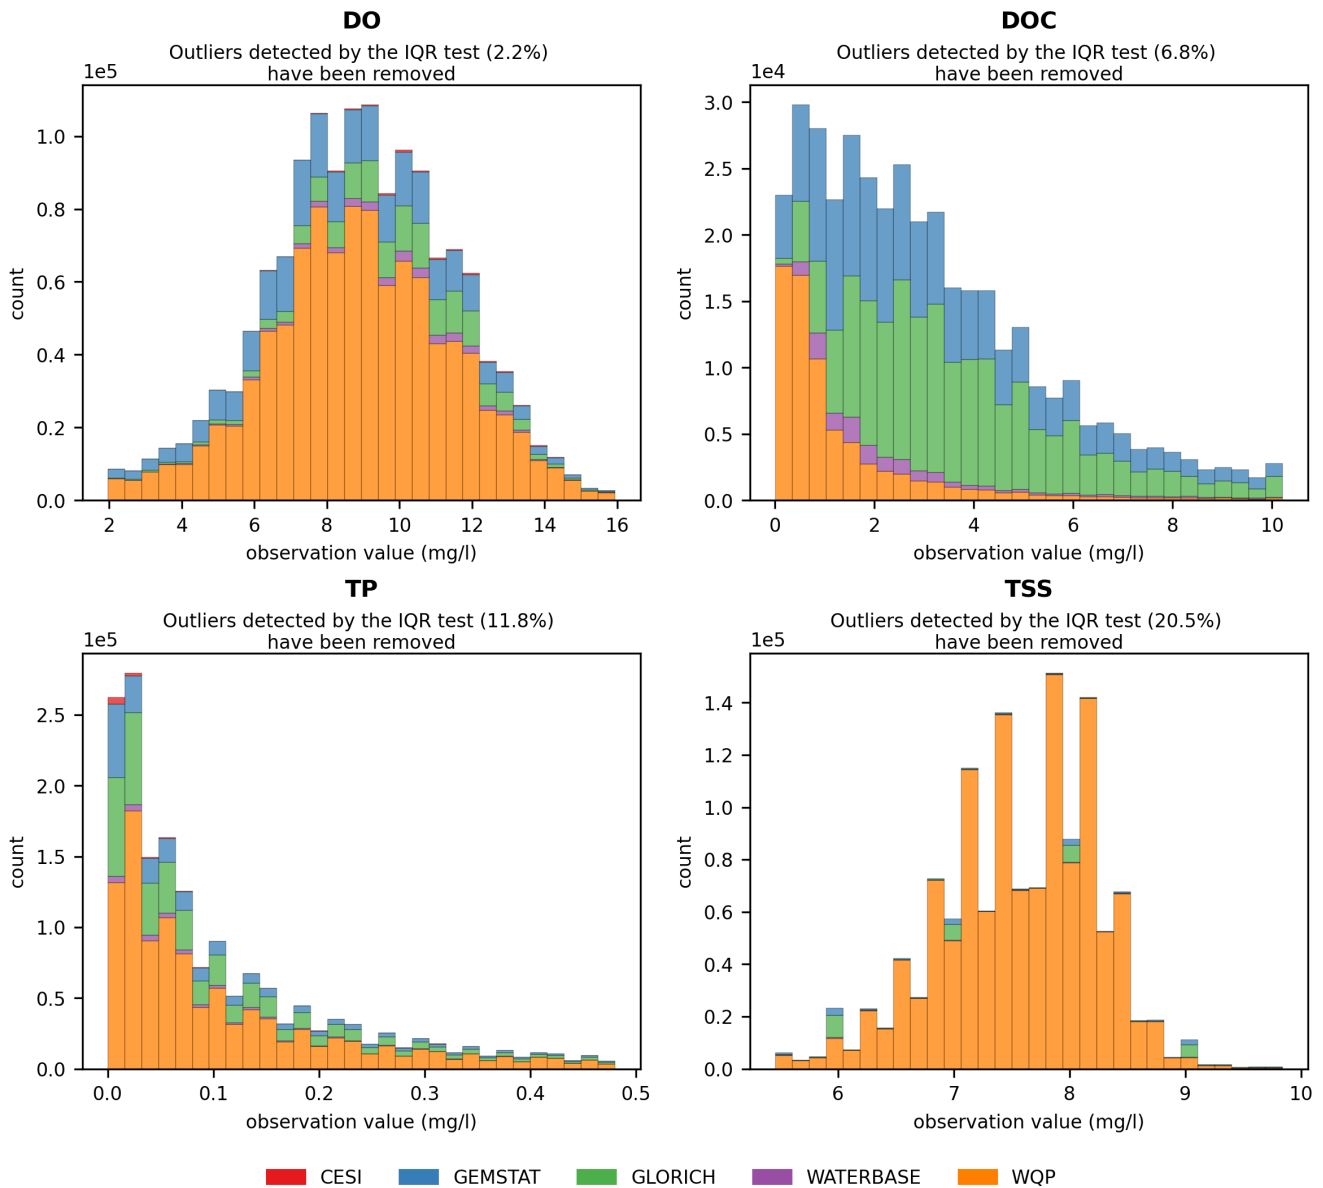 DO
Outliers detected by the IQR test (2.2%)
have been removed
1e5
1.0
0.8
0.6
0.4
0.2
0.0
count
2 4 6 8 10 12 14 16
observation value (mg/l)
DOC
Outliers detected by the IQR test (6.8%)
have been removed
1e4
3.0
2.5
2.0
1.5
1.0
0.5
0.0
count
0 2 4 6 8 10
observation value (mg/l)
TP
Outliers detected by the IQR test (11.8%)
have been removed
1e5
2.5
2.0
1.5
1.0
0.5
0.0
count
0.0 0.1 0.2 0.3 0.4 0.5
observation value (mg/l)
TSS
Outliers detected by the IQR test (20.5%)
have been removed
1e5
1.4
1.2
1.0
0.8
0.6
0.4
0.2
0.0
count
6 7 8 9 10
observation value (mg/l)
CESI GEMSTAT GLORICH WATERBASE WQP